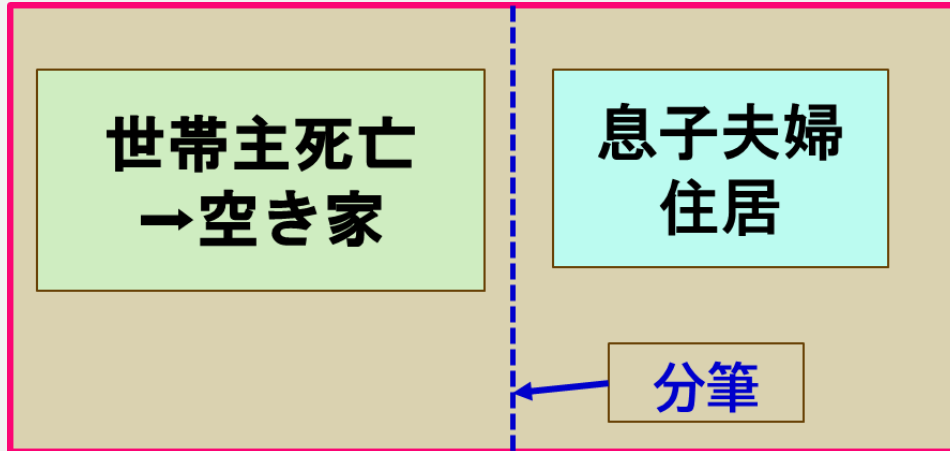 世帯主死亡
→空き家
息子夫婦
住居
分筆